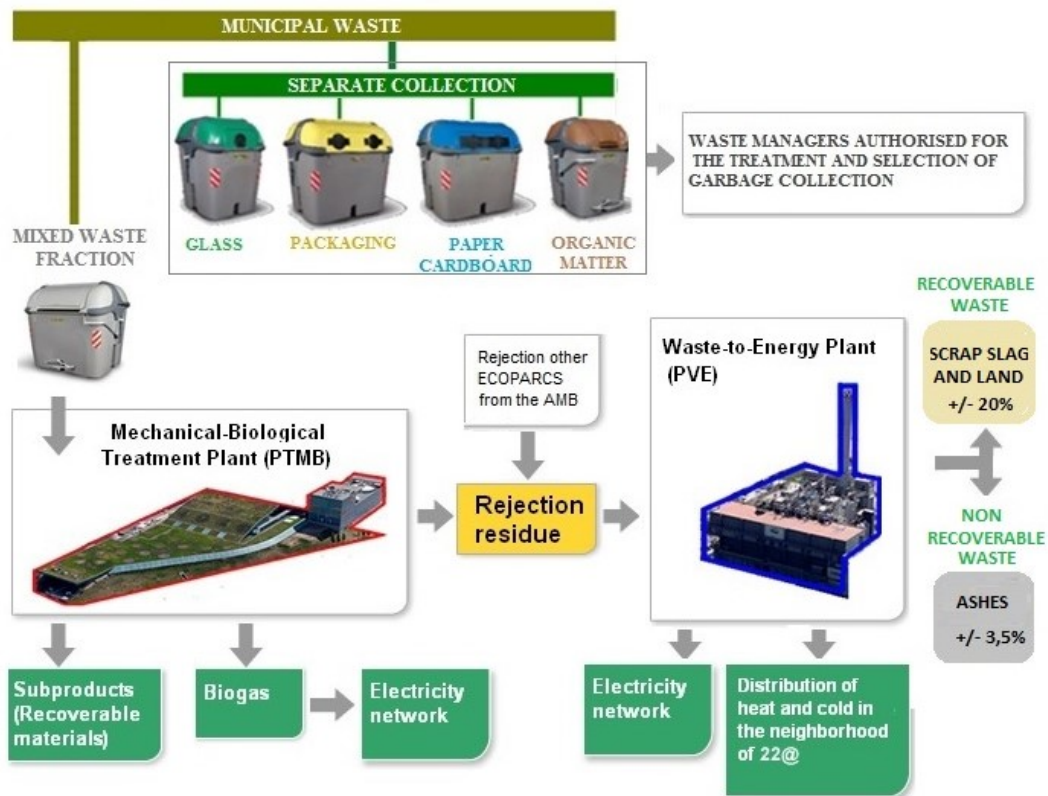 MUNICIPAL WASTE
SEPARATE COLLECTION
GLASS
PACKAGING
PAPER
CARDBOARD
ORGANIC
MATTER
WASTE MANAGERS AUTHORISED FOR
THE TREATMENT AND SELECTION OF
GARBAGE COLLECTION
MIXED WASTE
FRACTION
Mechanical-Biological
Treatment Plant (PTMB)
Rejection other
ECOPARCS
from the AMB
Rejection
residue
Waste-to-Energy Plant
(PVE)
RECOVERABLE
WASTE
SCRAP SLAG
AND LAND
+/- 20%
NON
RECOVERABLE
WASTE
ASHES
+/- 3,5%
Subproducts
(Recoverable
materials)
Biogas
Electricity
network
Electricity
network
Distribution of
heat and cold in
the neighborhood
of 22@